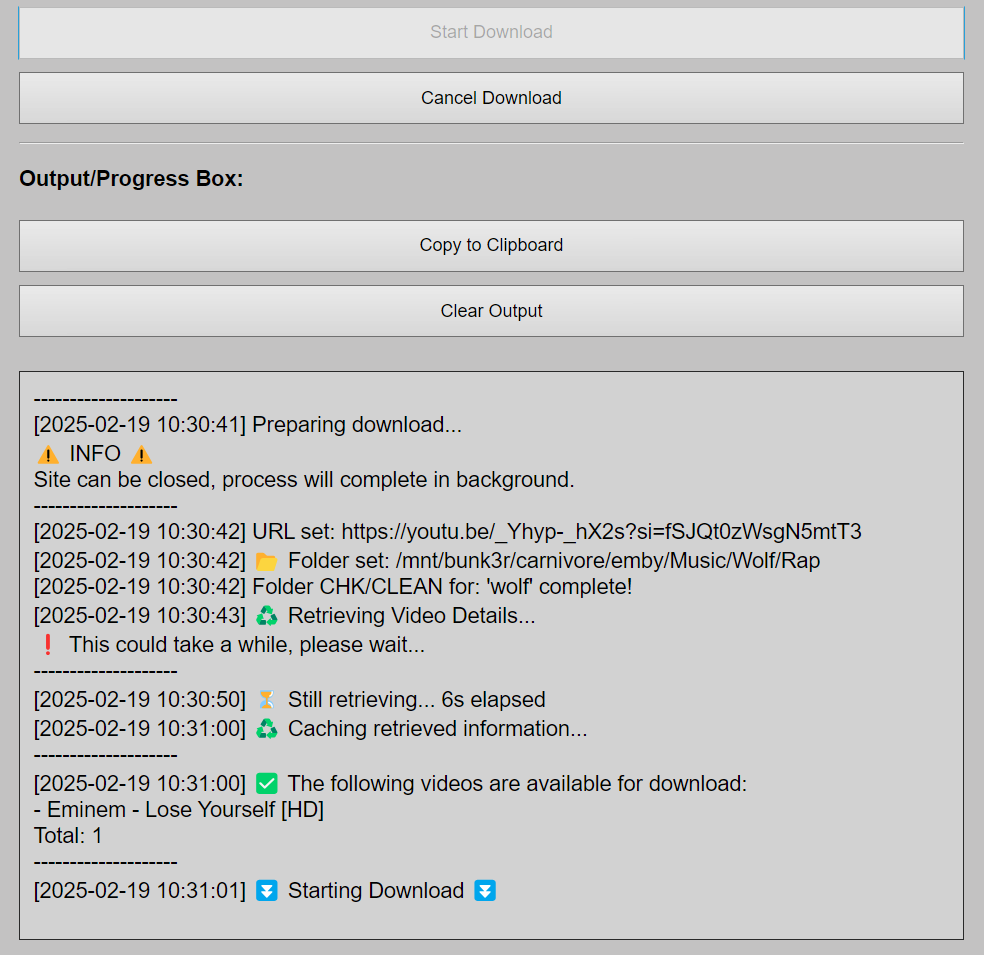 Start Download
Cancel Download
Output/Progress Box:
Copy to Clipboard
Clear Output
--------------------
[2025-02-19 10:30:41] Preparing download...
⚠️ INFO ⚠️
Site can be closed, process will complete in background.
--------------------
[2025-02-19 10:30:42] URL set: https://youtu.be/_Yhyp-_hX2s?si=fSJQt0zWsgN5mtT3
[2025-02-19 10:30:42] 📂 Folder set: /mnt/bunk3r/carnivore/emby/Music/Wolf/Rap
[2025-02-19 10:30:42] Folder CHK/CLEAN for: 'wolf' complete!
[2025-02-19 10:30:43] ♻️ Retrieving Video Details...
❗ This could take a while, please wait...
--------------------
[2025-02-19 10:30:50] ⏳ Still retrieving... 6s elapsed
[2025-02-19 10:31:00] ♻️ Caching retrieved information...
--------------------
[2025-02-19 10:31:00] ✅ The following videos are available for download:
- Eminem - Lose Yourself [HD]
Total: 1
--------------------
[2025-02-19 10:31:01] ⏬ Starting Download ⏬